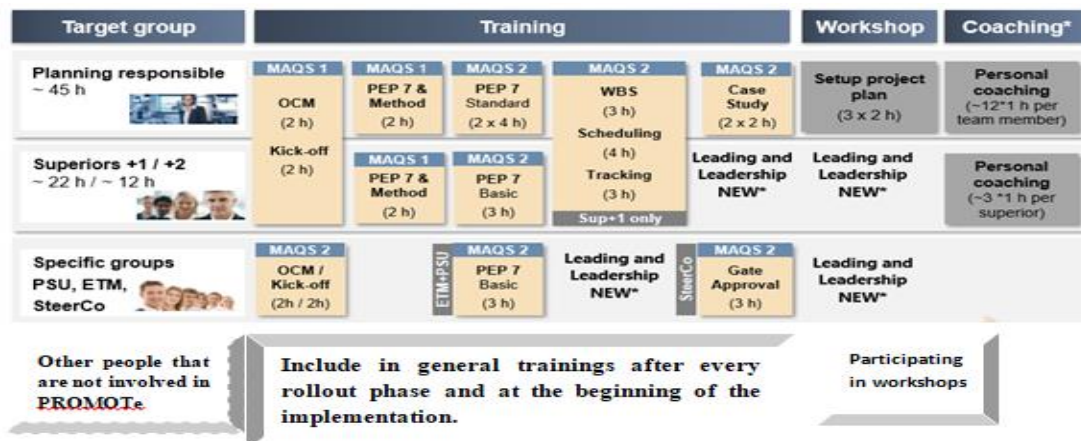 Target group
Training
Workshop
Coaching*
Planning responsible
~ 45 h
MAQS 1
OCM
(2 h)
Kick-off
(2 h)
MAQS 1
PEP 7 &
Method
(2 h)
MAQS 2
PEP 7
Standard
(2 x 4 h)
MAQS 2
WBS
(3 h)
Scheduling
(4 h)
Tracking
(3 h)
Sup+1 only
MAQS 2
Case
Study
(2 x 2 h)
Setup project
plan
(3 x 2 h)
Personal
coaching
(~12*1 h per
team member)
Superiors +1 / +2
~ 22 h / ~ 12 h
MAQS 1
PEP 7 &
Method
(2 h)
MAQS 2
PEP 7
Basic
(3 h)
Leading and
Leadership
NEW*
Leading and
Leadership
NEW*
Personal
coaching
(~3 *1 h per
superior)
Specific groups
PSU, ETM,
SteerCo
MAQS 2
OCM /
Kick-off
(2h / 2h)
ETM+PSU
MAQS 2
PEP 7
Basic
(3 h)
Leading and
Leadership
NEW*
SteerCo
MAQS 2
Gate
Approval
(3 h)
Leading and
Leadership
NEW*
Other people that
are not involved in
PROMOTe
Include in general trainings after every
rollout phase and at the beginning of the
implementation.
Participating
in workshops